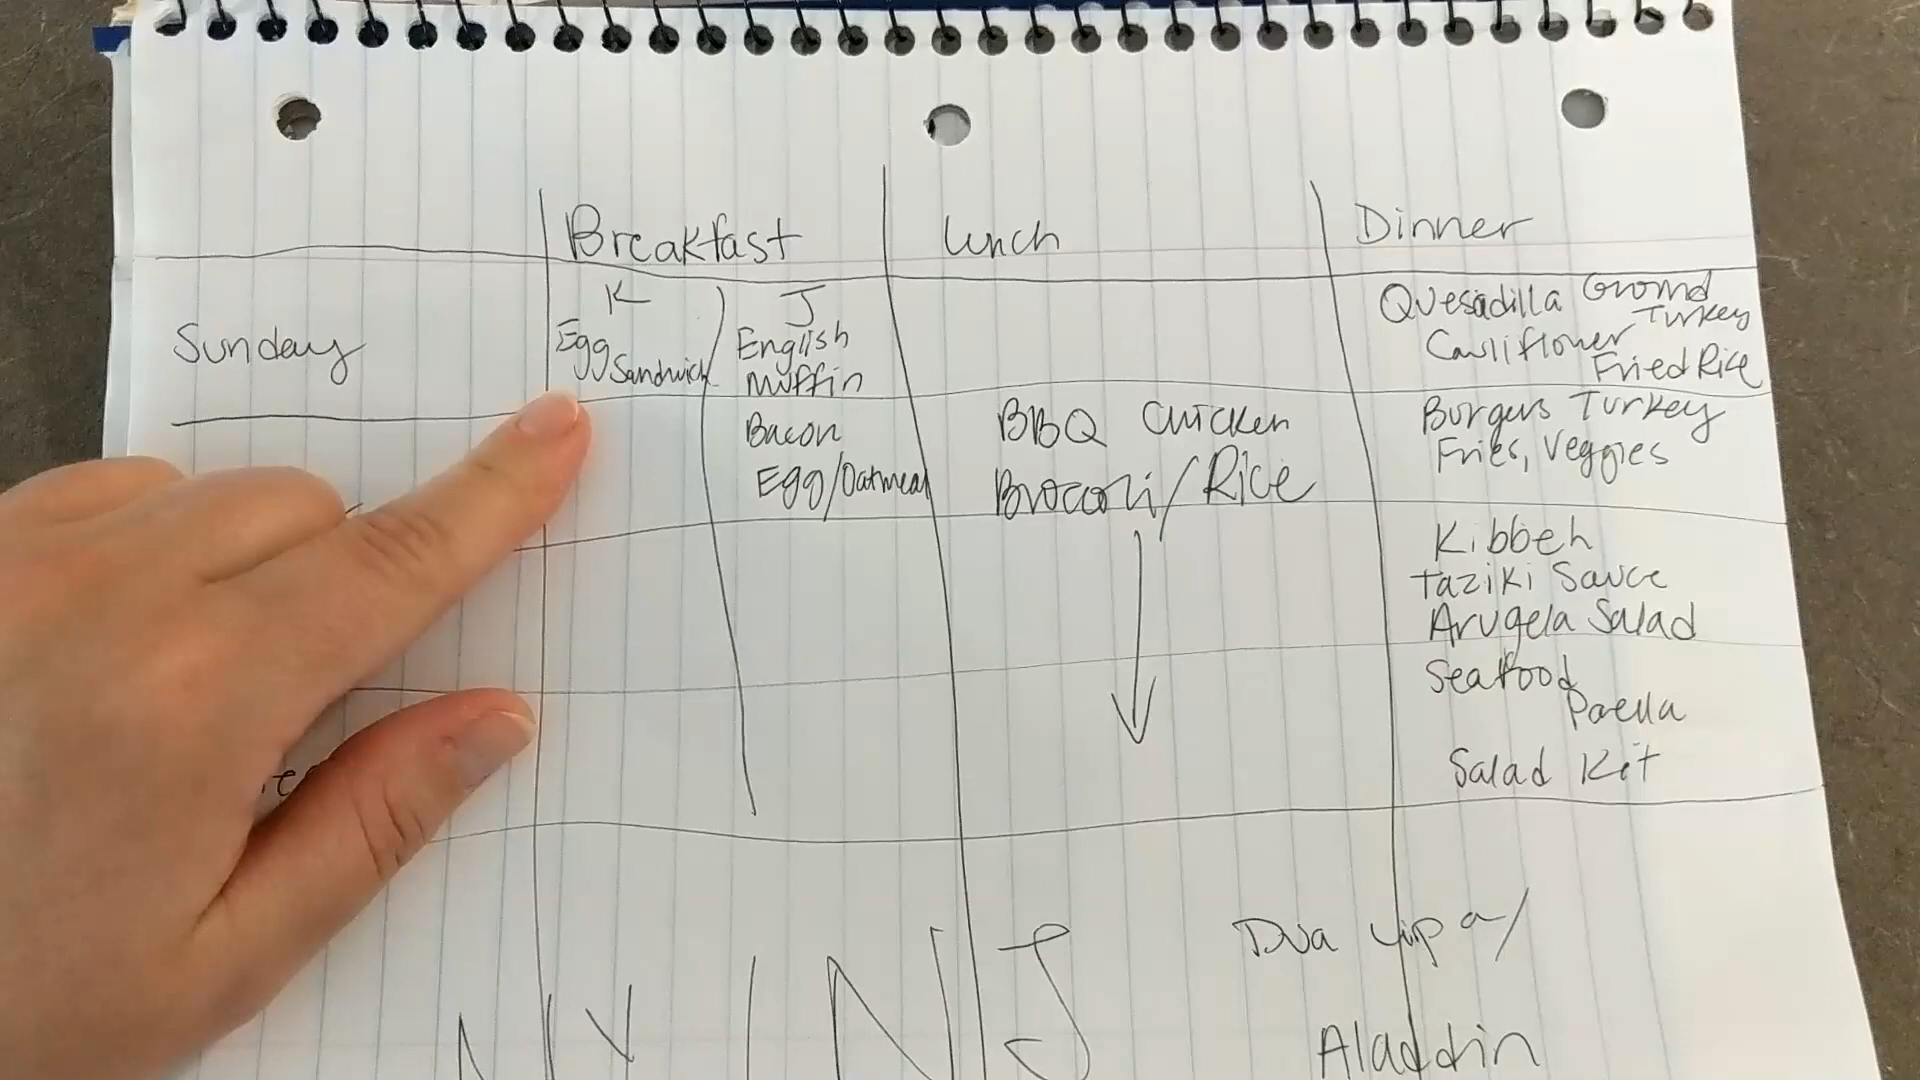 Breakfast
Lunch
Dinner
Sunday
K
Egg
Sandwich
J
English
Muffin
Quesadilla Ground
Turkey
Cauliflower
Fried Rice
Bacon
Egg/Oatmeal
BBQ Chicken
Broccori/Rice
Burgers Turkey
Fries, Veggies
Kibbeh
Taziki Sauce
Arugela Salad
Seafood
Paella
Salad Kit
NY / NJ
Dua Lipa/
Aladdin